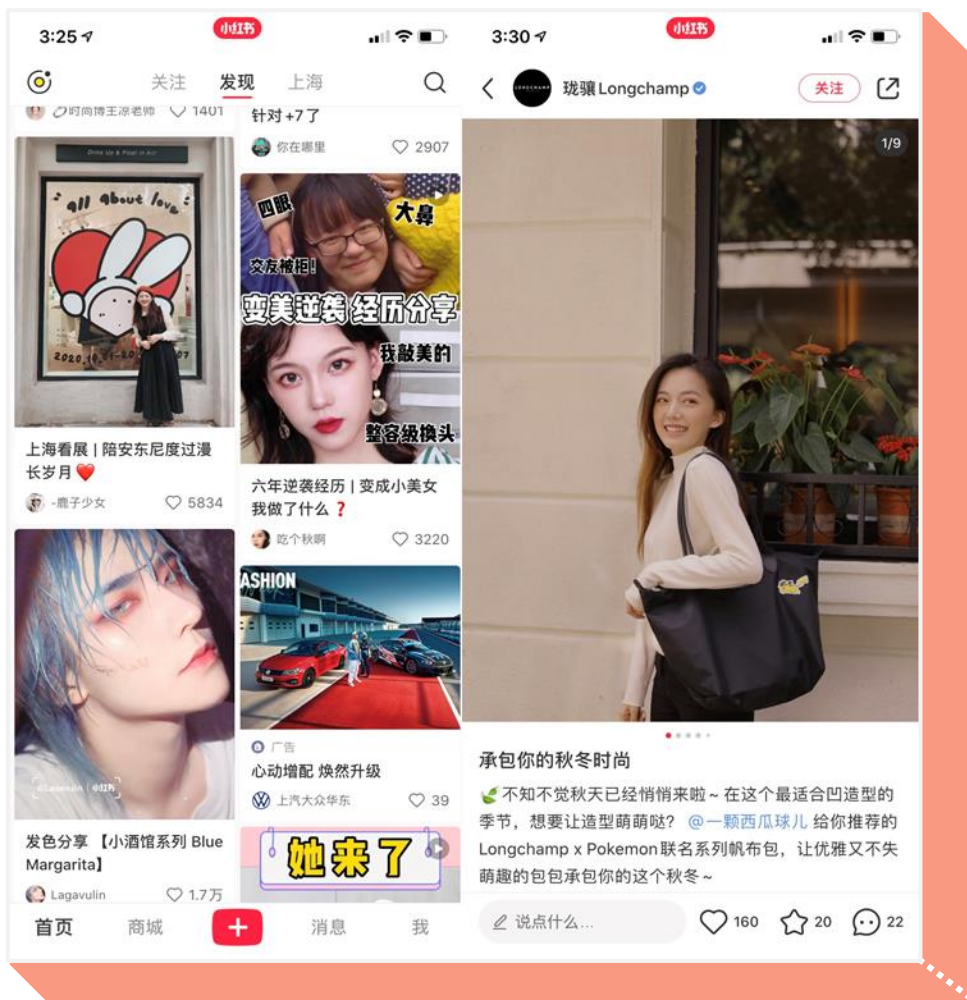 3:25
小红书
关注
发现
上海
时尚博主凉老师
1401
针对+7了
你在哪里
2907
all about love
上海看展 | 陪安东尼度过漫
长岁月
-鹿子少女
5834
四眼
大鼻
交友被拒!
变美逆袭 经历分享
我敲美的
整容级换头
六年逆袭经历 | 变成小美女
我做了什么❓
吃个秋啊
3220
小红书
发色分享 【小酒馆系列 Blue
Margarita】
Lagavulin
1.7万
ASHION
广告
心动增配 焕然升级
上汽大众华东
39
她来了
首页
商城
+
消息
我
3:30
小红书
LONGCHAMP
珑骧Longchamp
关注
1/9
承包你的秋冬时尚
不知不觉秋天已经悄悄来啦~在这个最适合凹造型的
季节，想要让造型萌萌哒? @一颗西瓜球儿 给你推荐的
Longchamp x Pokemon联名系列帆布包，让优雅又不失
萌趣的包包承包你的这个秋冬~
说点什么...
160
20
22